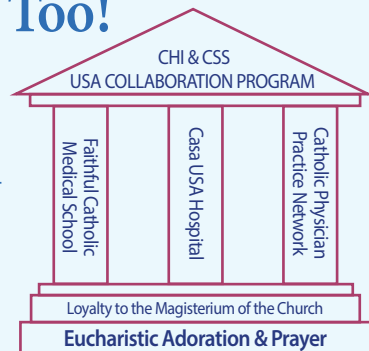 Too!
CHI & CSS
USA COLLABORATION PROGRAM
Faithful Catholic
Medical School
Casa USA Hospital
Catholic Physician
Practice Network
Loyalty to the Magisterium of the Church
Eucharistic Adoration & Prayer